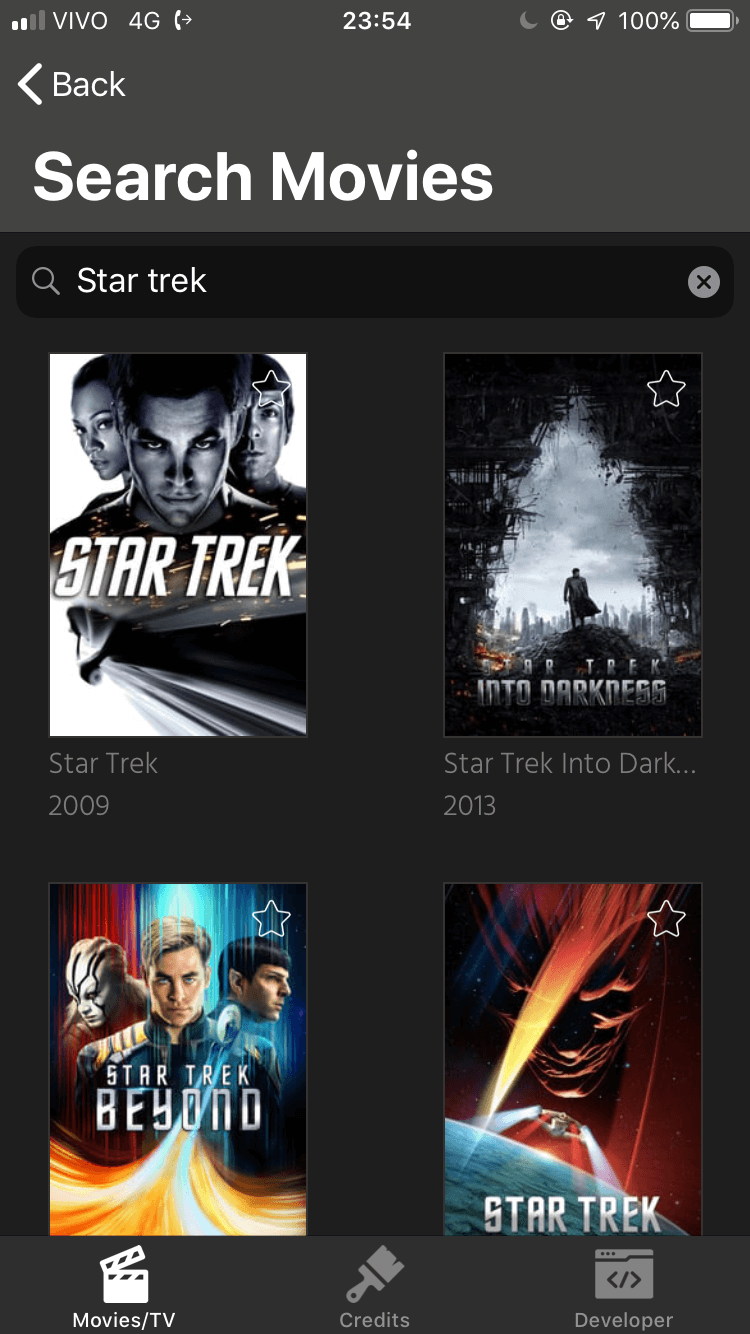 VIVO 4G 23:54 100%
Back
Search Movies
Star trek
STAR TREK
STAR TREK
INTO DARKNESS
Star Trek
Star Trek Into Dark...
2009
2013
STAR TREK
BEYOND
STAR TREK
Movies/TV
Credits
Developer